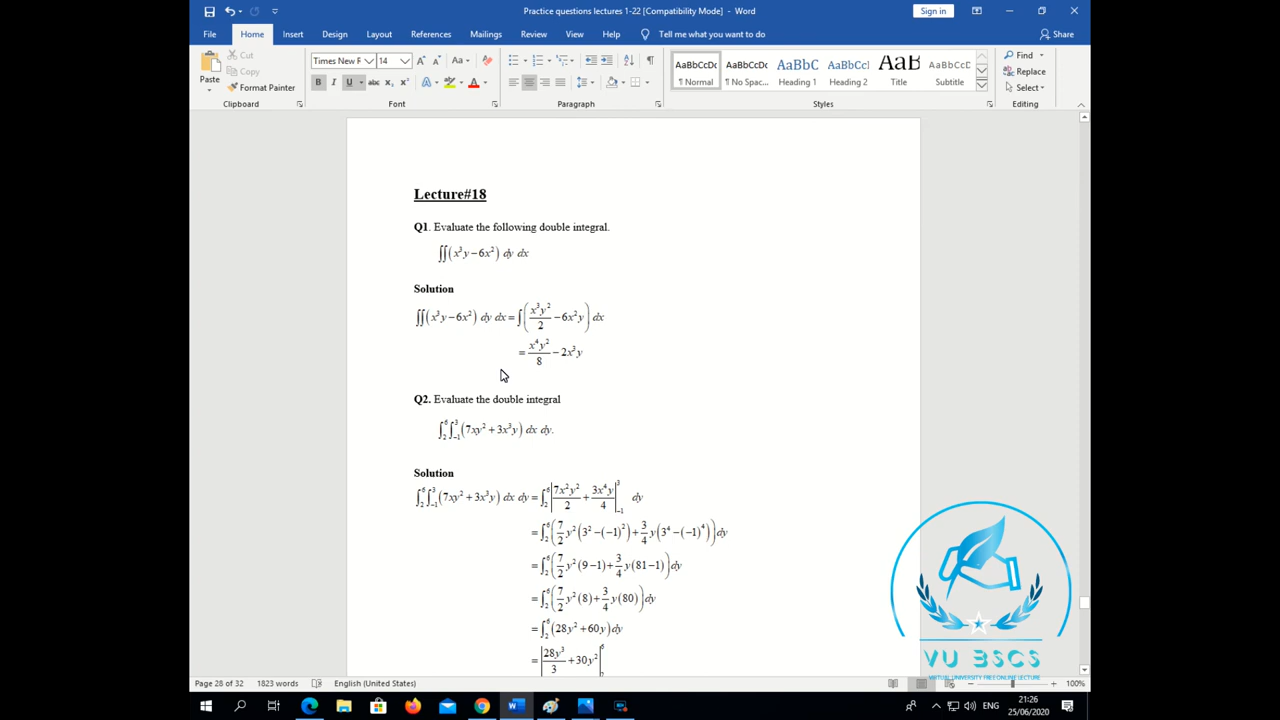 Practice questions lectures 1-22 [Compatibility Mode] - Word
Sign in
File Home Insert Design Layout References Mailings Review View Help Tell me what you want to do Share
Paste
Cut
Copy
Format Painter
Times New F 14
Aa
AaBbCcDc AaBbCcDc AaBbC AaBbCcI AaB AaBbCcD
¶ Normal ¶ No Spac... Heading 1 Heading 2 Title Subtitle
Find
Replace
Select
Clipboard Font Paragraph Styles Editing
Lecture#18
Q1. Evaluate the following double integral.
∬(x³y − 6x²) dy dx
Solution
∬(x³y − 6x²) dy dx = ∫(x³y²/2 − 6x²y) dx
= x⁴y²/8 − 2x³y
Q2. Evaluate the double integral
∫₂⁶∫₋₁³(7xy² + 3x³y) dx dy.
Solution
∫₂⁶∫₋₁³(7xy² + 3x³y) dx dy = ∫₂⁶|7x²y²/2 + 3x⁴y/4|₋₁³ dy
= ∫₂⁶(7/2 y²(3² − (−1)²) + 3/4 y(3⁴ − (−1)⁴))dy
= ∫₂⁶(7/2 y²(9 − 1) + 3/4 y(81 − 1))dy
= ∫₂⁶(7/2 y²(8) + 3/4 y(80))dy
= ∫₂⁶(28y² + 60y)dy
= |28y³/3 + 30y²|⁶
VU BSCS
VIRTUAL UNIVERSITY FREE ONLINE LECTURE
Page 28 of 32 1823 words English (United States) 100%
ENG
21:26
25/06/2020